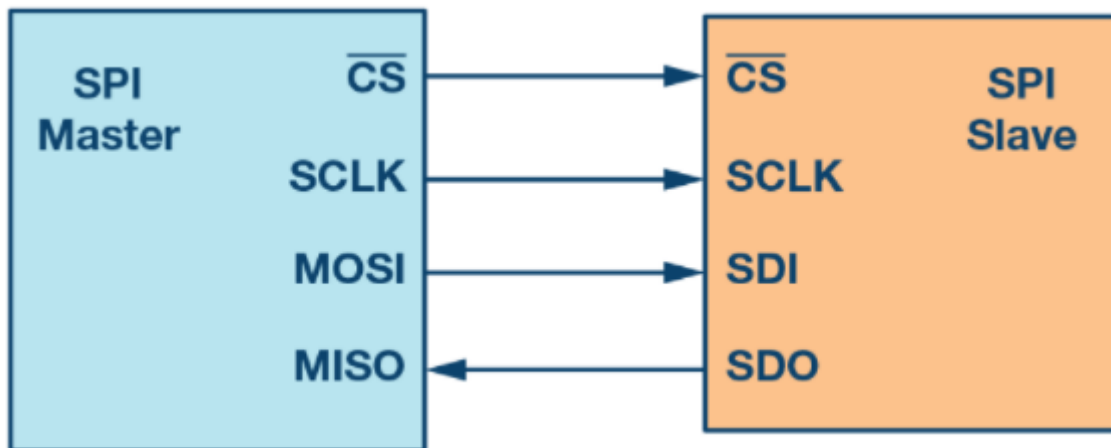 SPI
Master
CS
SCLK
MOSI
MISO
CS
SCLK
SDI
SDO
SPI
Slave